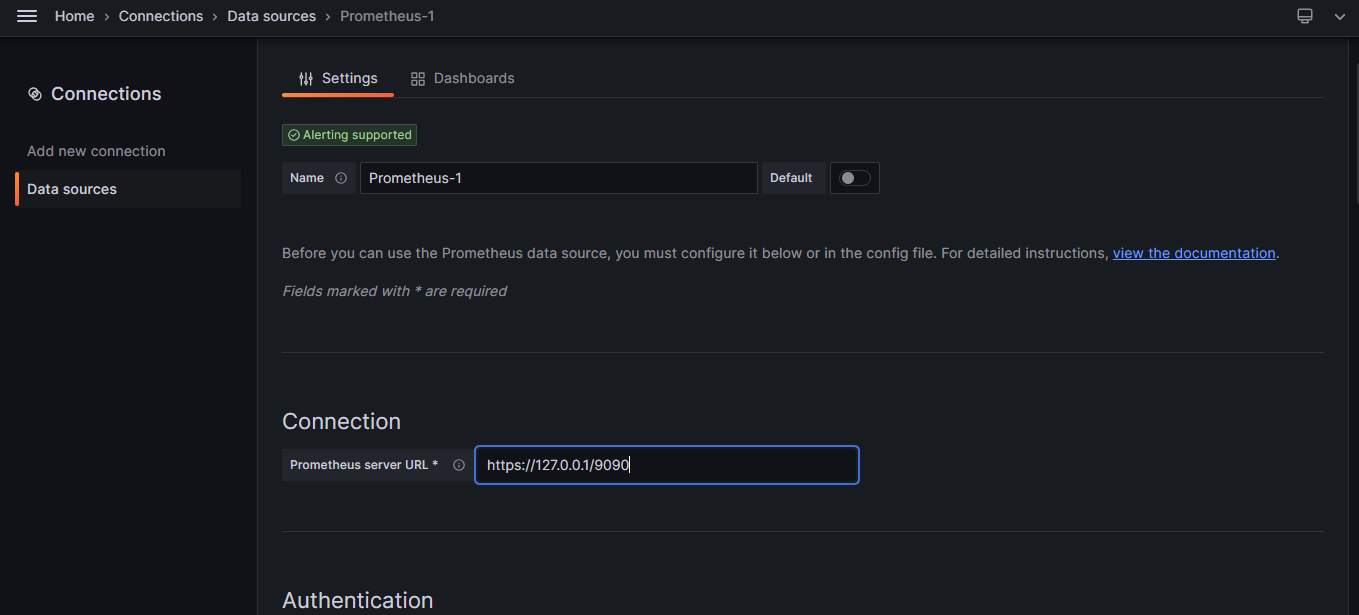 Home › Connections › Data sources › Prometheus-1
Connections
Add new connection
Data sources
Settings Dashboards
Alerting supported
Name Prometheus-1 Default
Before you can use the Prometheus data source, you must configure it below or in the config file. For detailed instructions, view the documentation.
Fields marked with * are required
Connection
Prometheus server URL * https://127.0.0.1/9090
Authentication